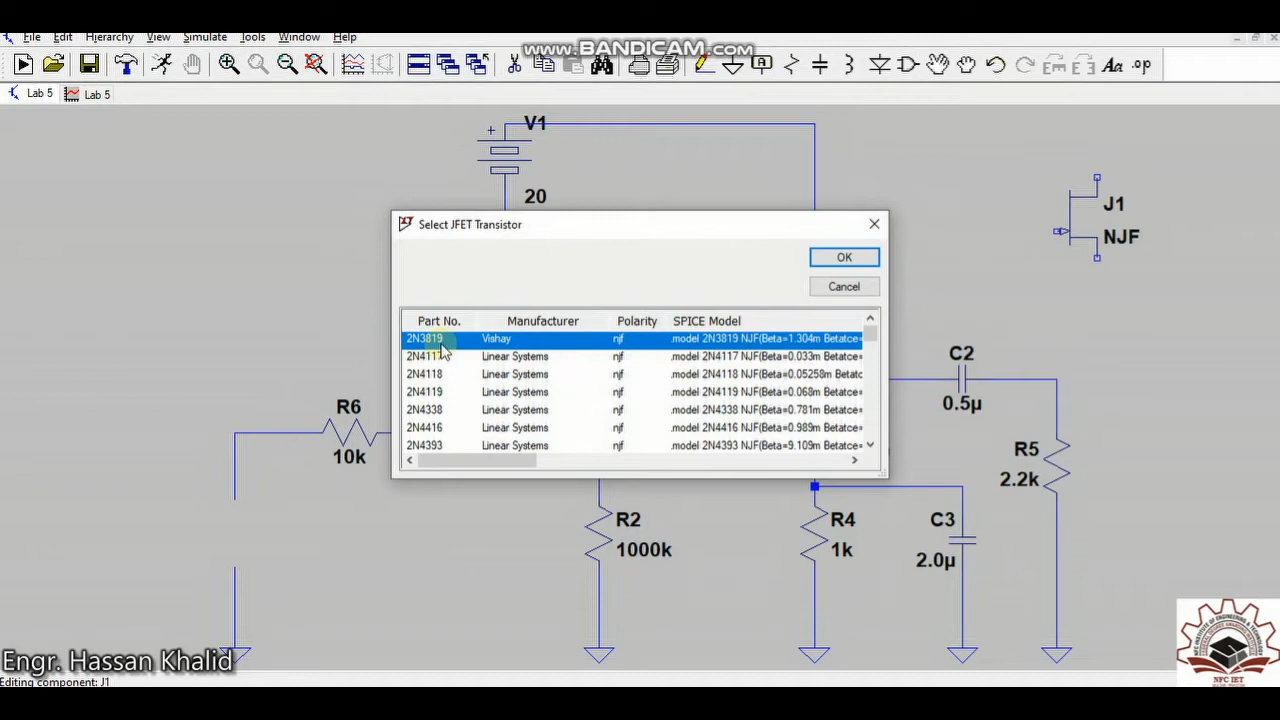 File Edit Hierarchy View Simulate Tools Window Help
www.BANDICAM.com
Aa .op
Lab 5 Lab 5
V1
20
J1
NJF
Select JFET Transistor
OK
Cancel
Part No. Manufacturer Polarity SPICE Model
2N3819 Vishay njf .model 2N3819 NJF(Beta=1.304m Betatce=
2N4117 Linear Systems njf .model 2N4117 NJF(Beta=0.033m Betatce=
2N4118 Linear Systems njf .model 2N4118 NJF(Beta=0.05258m Betatc
2N4119 Linear Systems njf .model 2N4119 NJF(Beta=0.068m Betatce=
2N4338 Linear Systems njf .model 2N4338 NJF(Beta=0.781m Betatce=
2N4416 Linear Systems njf .model 2N4416 NJF(Beta=0.989m Betatce=
2N4393 Linear Systems njf .model 2N4393 NJF(Beta=9.109m Betatce=
C2
0.5µ
R6
10k
R5
2.2k
R2
1000k
R4
1k
C3
2.0µ
Engr. Hassan Khalid
NFC IET
Editing component: J1